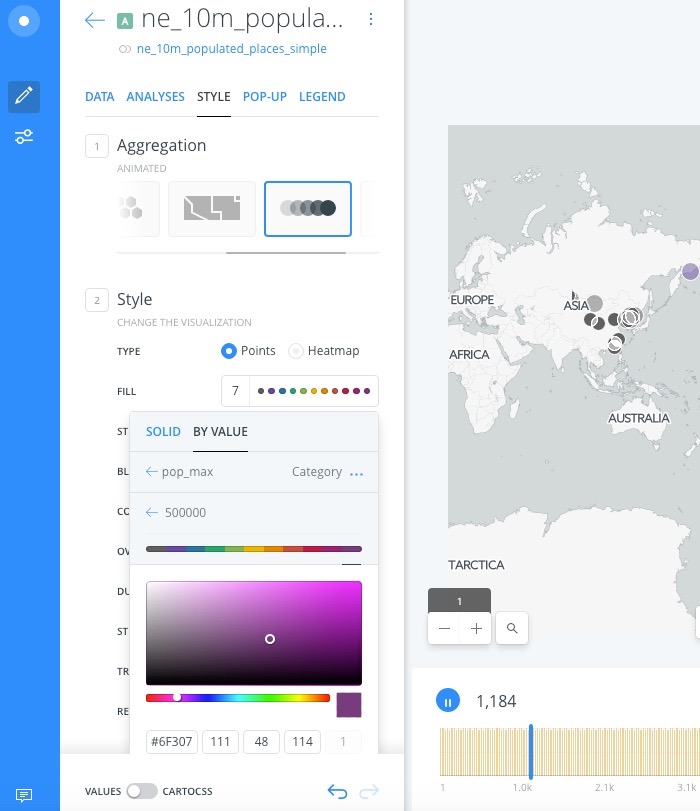 A ne_10m_popula...
ne_10m_populated_places_simple
DATA ANALYSES STYLE POP-UP LEGEND
1 Aggregation
ANIMATED
2 Style
CHANGE THE VISUALIZATION
TYPE Points Heatmap
FILL 7
ST
SOLID BY VALUE
BL
pop_max Category ...
CO
500000
OV
DU
ST
TR
RE
#6F307 111 48 114 1
VALUES CARTOCSS
EUROPE
ASIA
AFRICA
AUSTRALIA
TARCTICA
1
1,184
1 1.0k 2.1k 3.1k